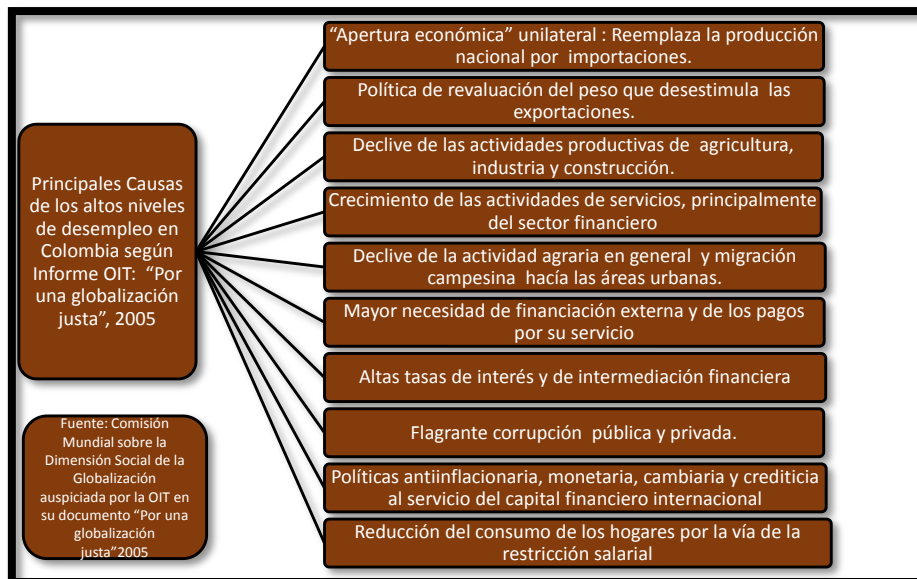 Principales Causas
de los altos niveles
de desempleo en
Colombia según
Informe OIT: “Por
una globalización
justa”, 2005
“Apertura económica” unilateral : Reemplaza la producción
nacional por importaciones.
Política de revaluación del peso que desestimula las
exportaciones.
Declive de las actividades productivas de agricultura,
industria y construcción.
Crecimiento de las actividades de servicios, principalmente
del sector financiero
Declive de la actividad agraria en general y migración
campesina hacía las áreas urbanas.
Mayor necesidad de financiación externa y de los pagos
por su servicio
Altas tasas de interés y de intermediación financiera
Flagrante corrupción pública y privada.
Políticas antiinflacionaria, monetaria, cambiaria y crediticia
al servicio del capital financiero internacional
Reducción del consumo de los hogares por la vía de la
restricción salarial
Fuente: Comisión
Mundial sobre la
Dimensión Social de la
Globalización
auspiciada por la OIT en
su documento “Por una
globalización
justa”2005